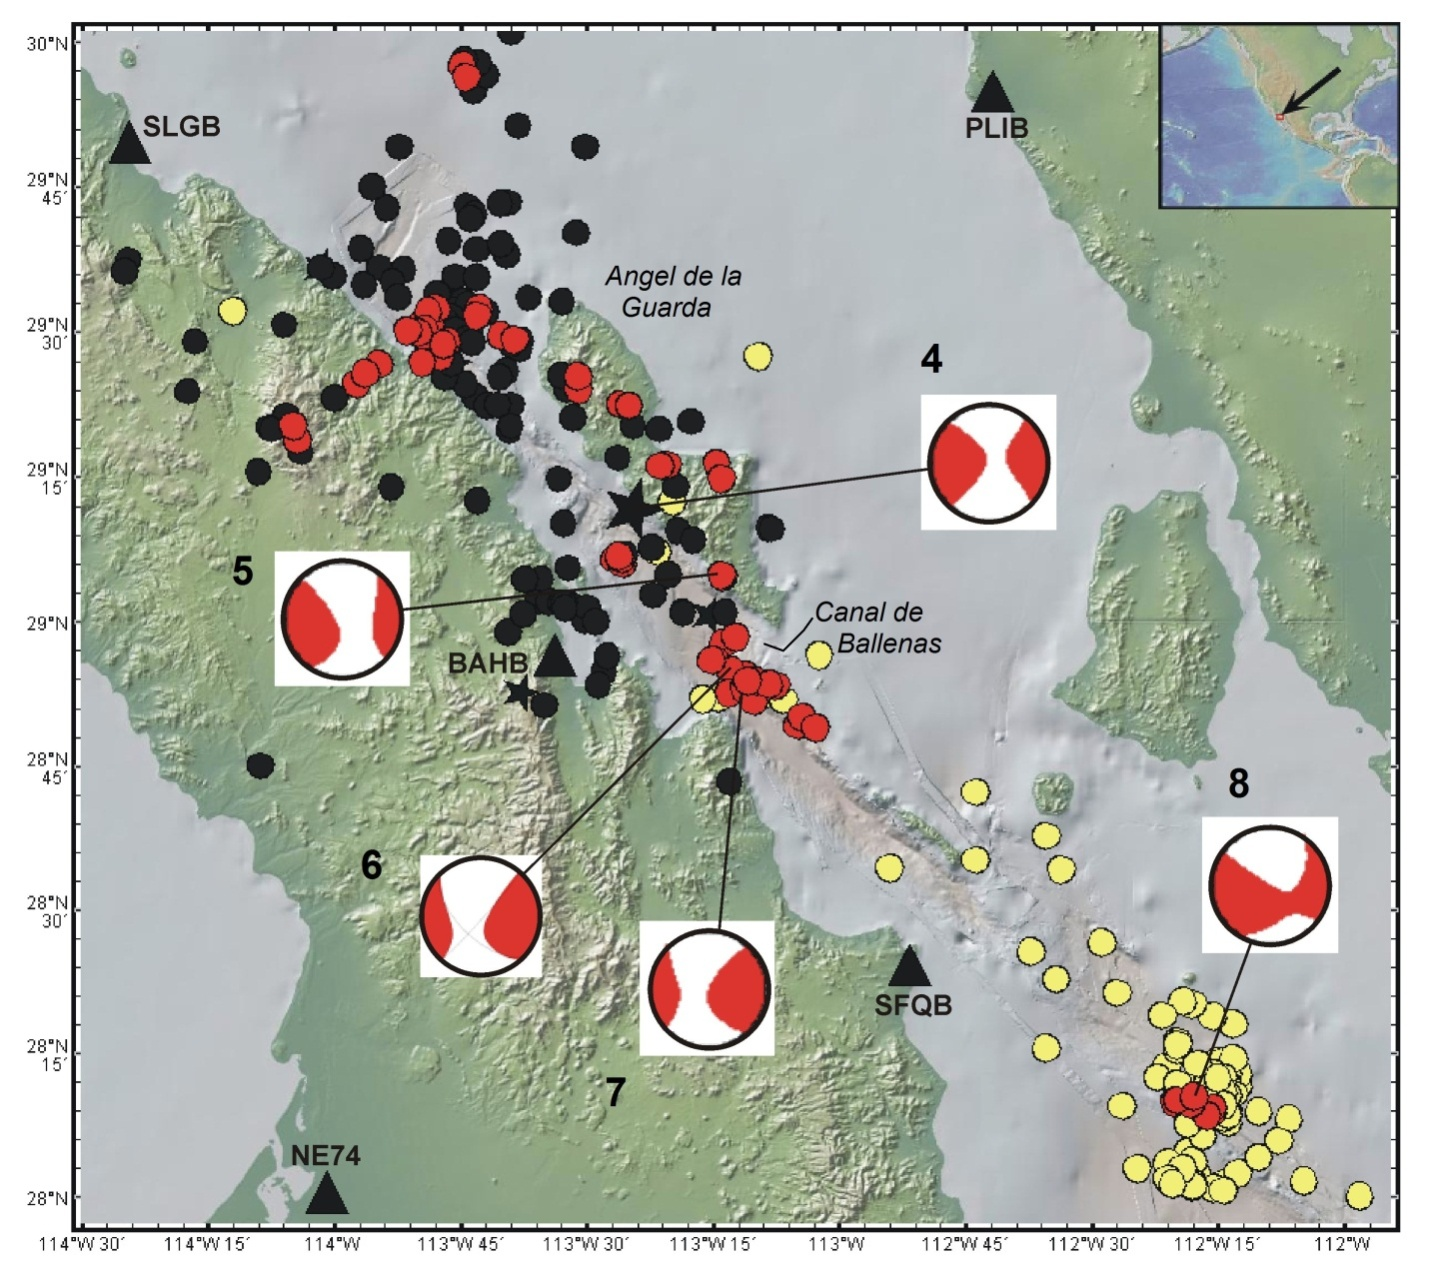 30°N
SLGB
PLIB
29°N
45´
Angel de la
Guarda
29°N
30´
4
29°N
15´
5
29°N
Canal de
Ballenas
BAHB
28°N
45´
8
6
28°N
30´
SFQB
28°N
15´
7
NE74
28°N
114°W 30´ 114°W 15´ 114°W 113°W 45´ 113°W 30´ 113°W 15´ 113°W 112°W 45´ 112°W 30´ 112°W 15´ 112°W